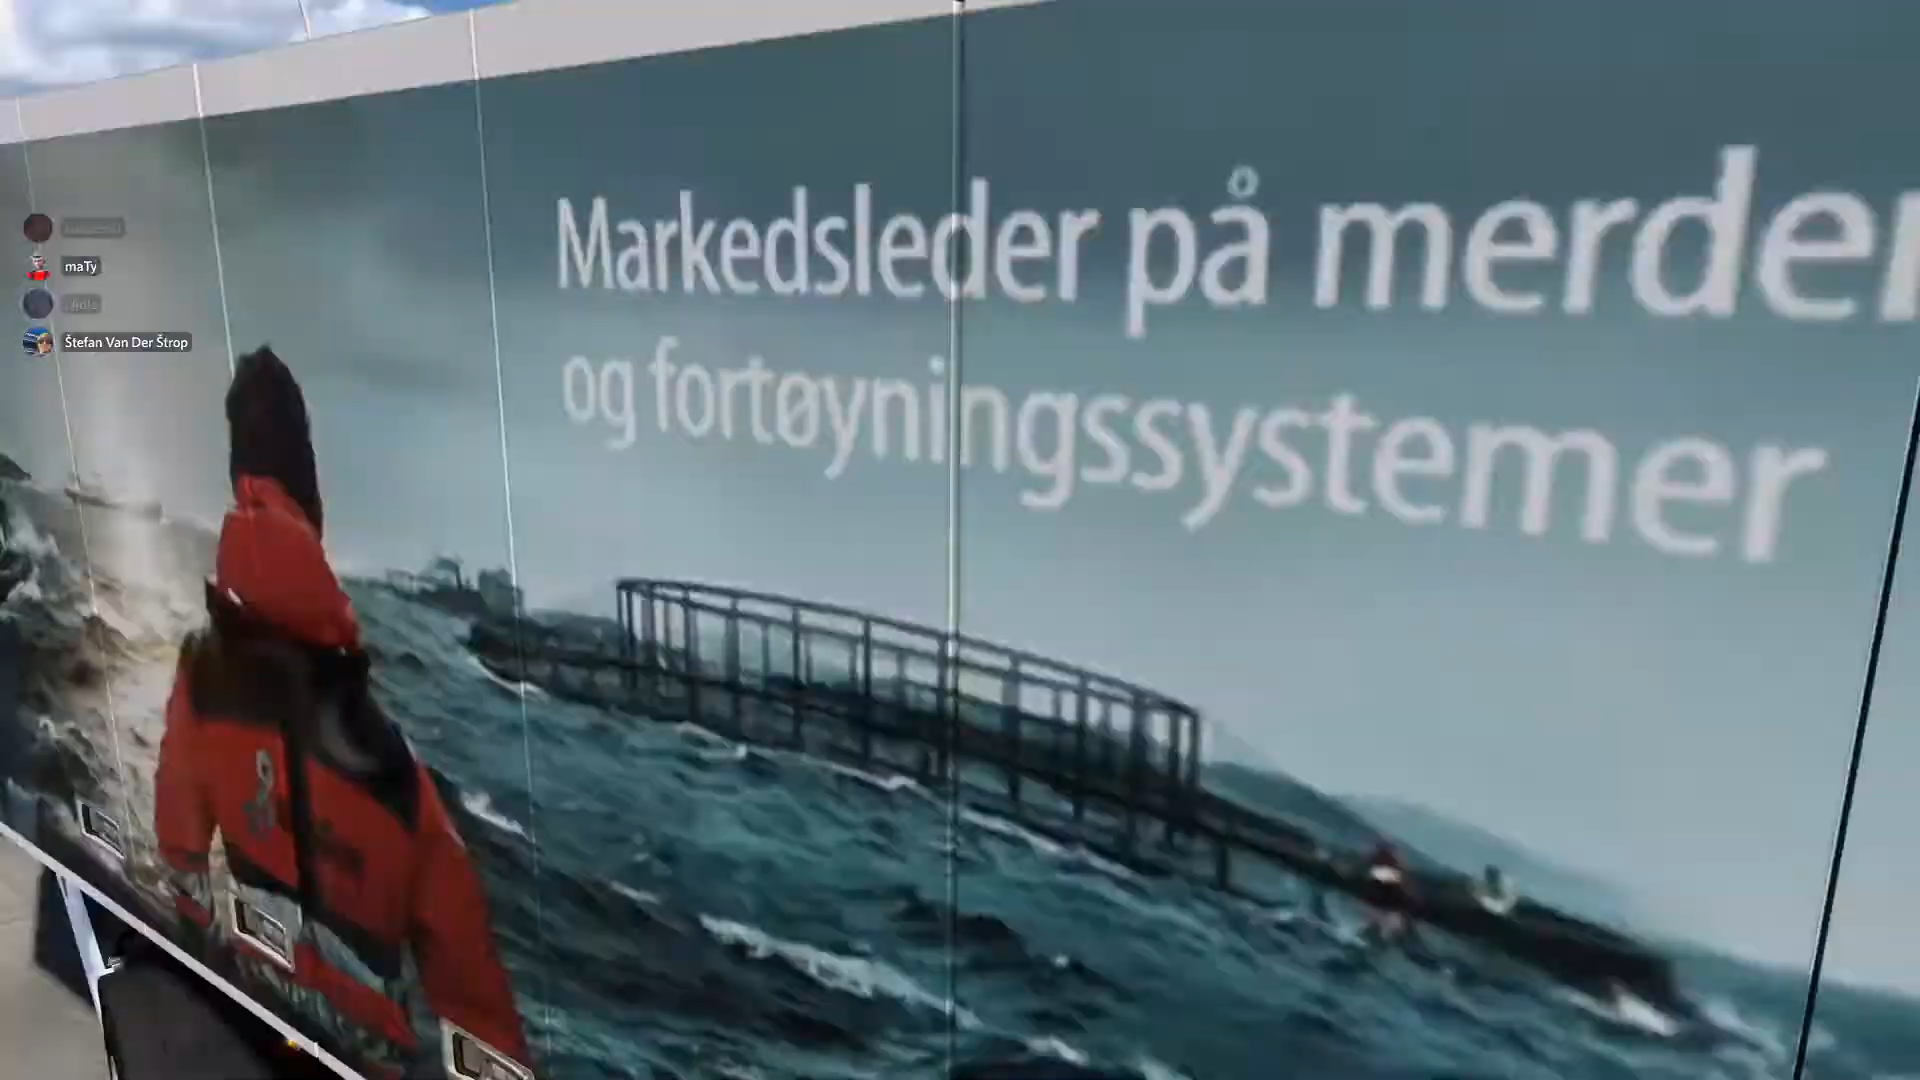 Markedsleder på merder
og fortøyningssystemer
maTy
Štefan Van Der Štrop